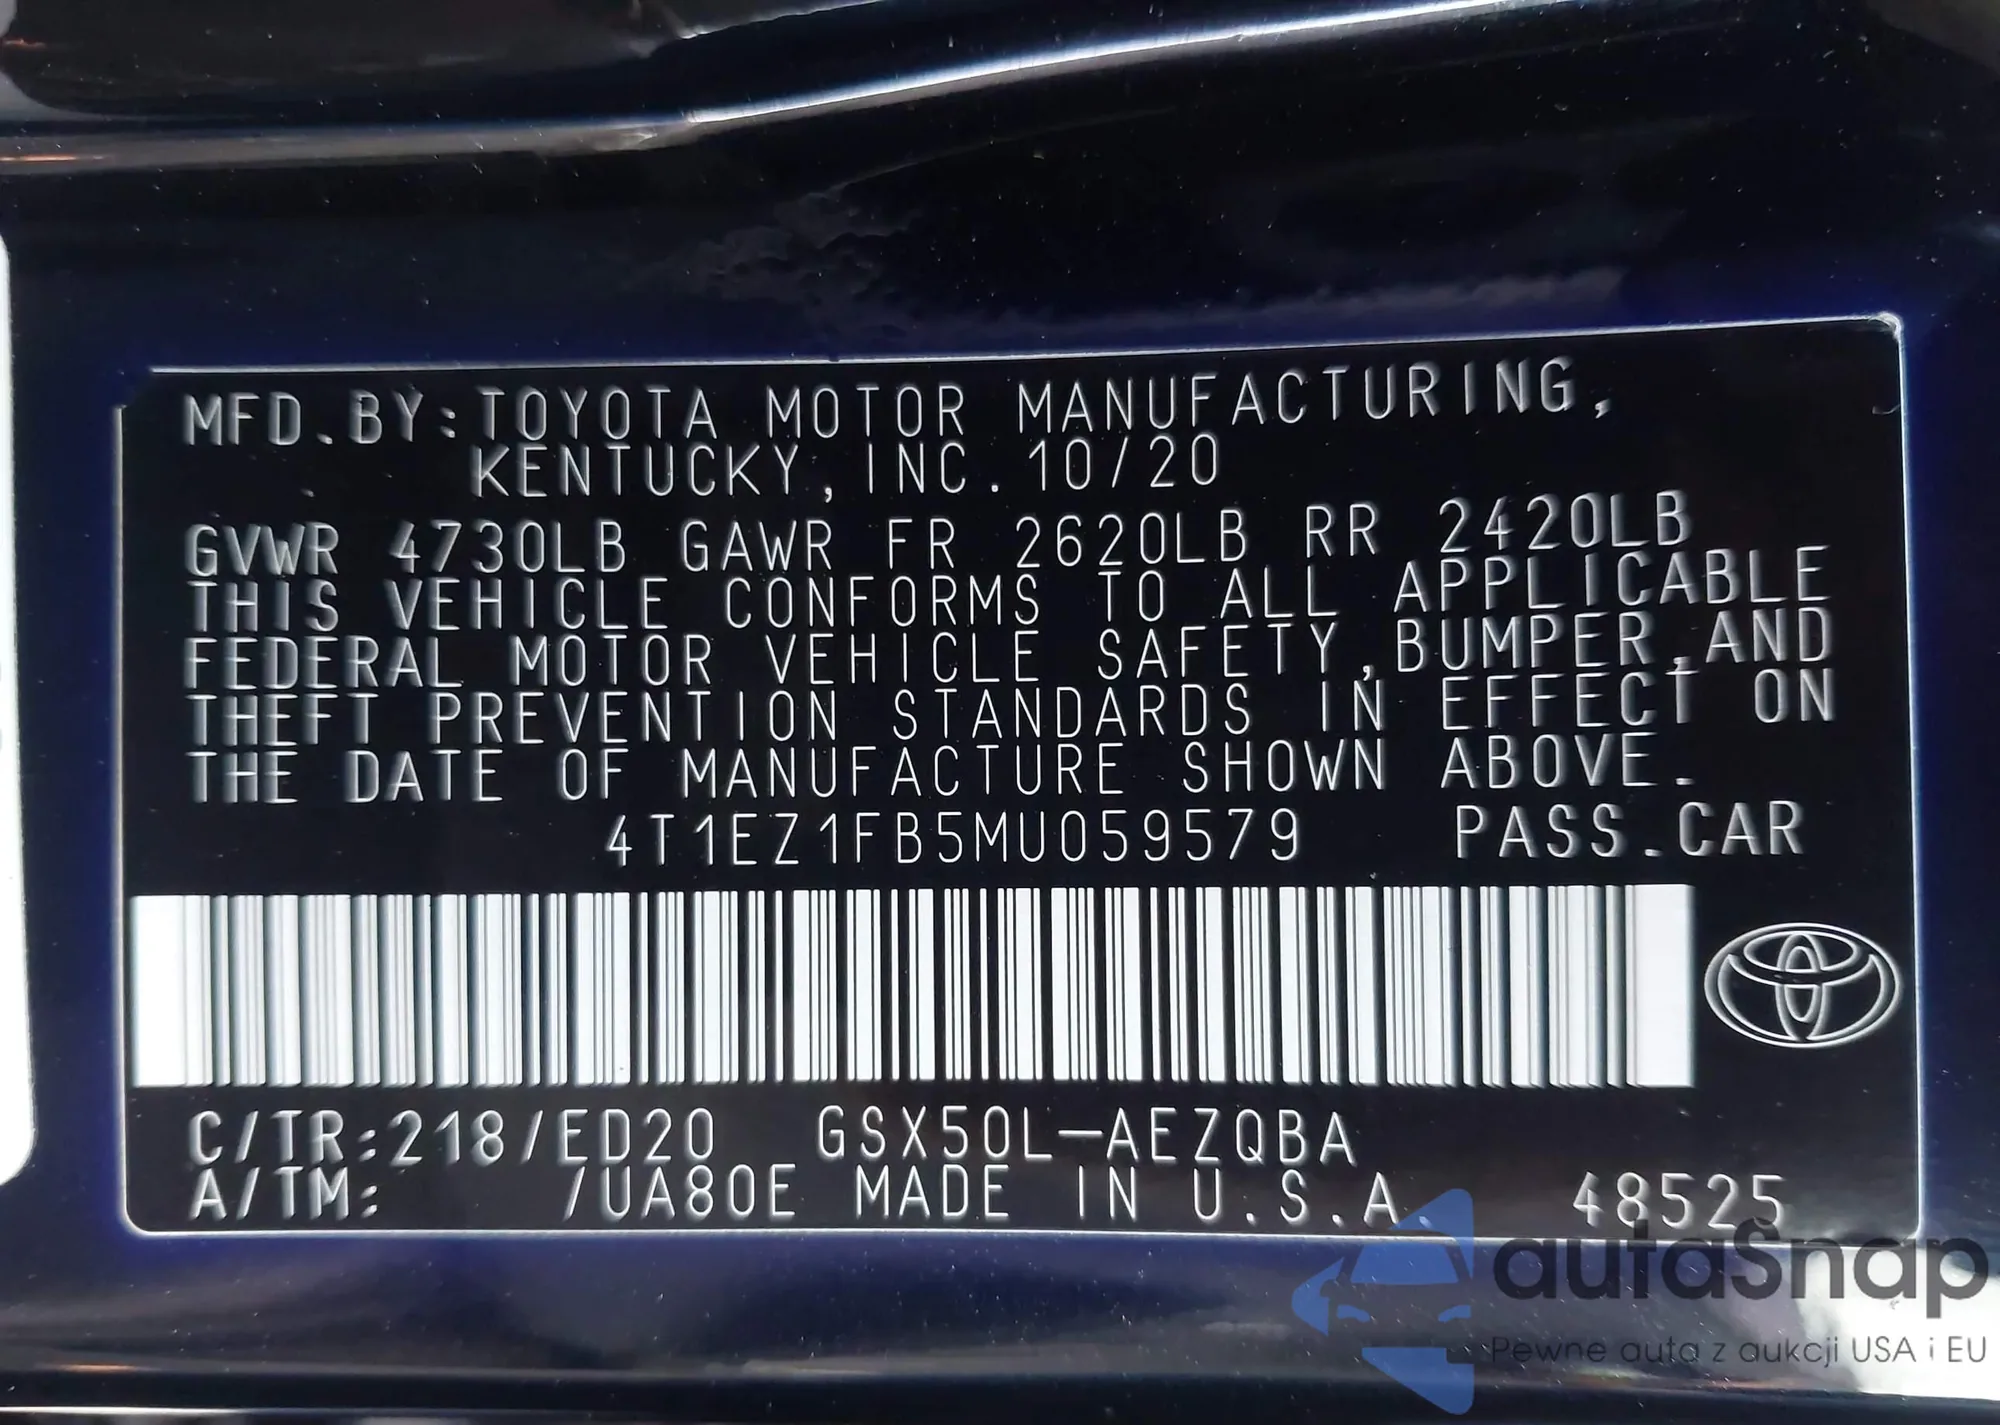 MFD.BY:TOYOTA MOTOR MANUFACTURING,
KENTUCKY, INC. 10/20
GVWR 4730LB GAWR FR 2620LB RR 2420LB
THIS VEHICLE CONFORMS TO ALL APPLICABLE
FEDERAL MOTOR VEHICLE SAFETY, BUMPER, AND
THEFT PREVENTION STANDARDS IN EFFECT ON
THE DATE OF MANUFACTURE SHOWN ABOVE.
4T1EZ1FB5MU059579 PASS.CAR
C/TR:218/ED20 GSX50L-AEZQBA
A/TM: /UA80E MADE IN U.S.A. 48525
autaSnap
Pewne auta z aukcji USA i EU